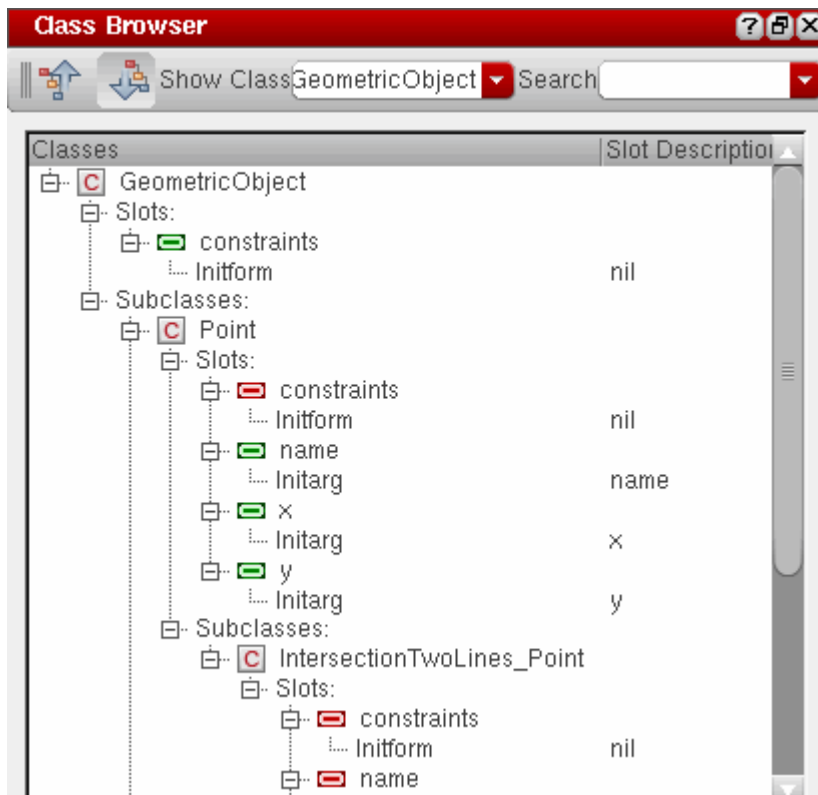 Class Browser
Show Class GeometricObject Search
Classes Slot Description
C GeometricObject
Slots:
constraints
Initform nil
Subclasses:
C Point
Slots:
constraints
Initform nil
name
Initarg name
x
Initarg x
y
Initarg y
Subclasses:
C IntersectionTwoLines_Point
Slots:
constraints
Initform nil
name